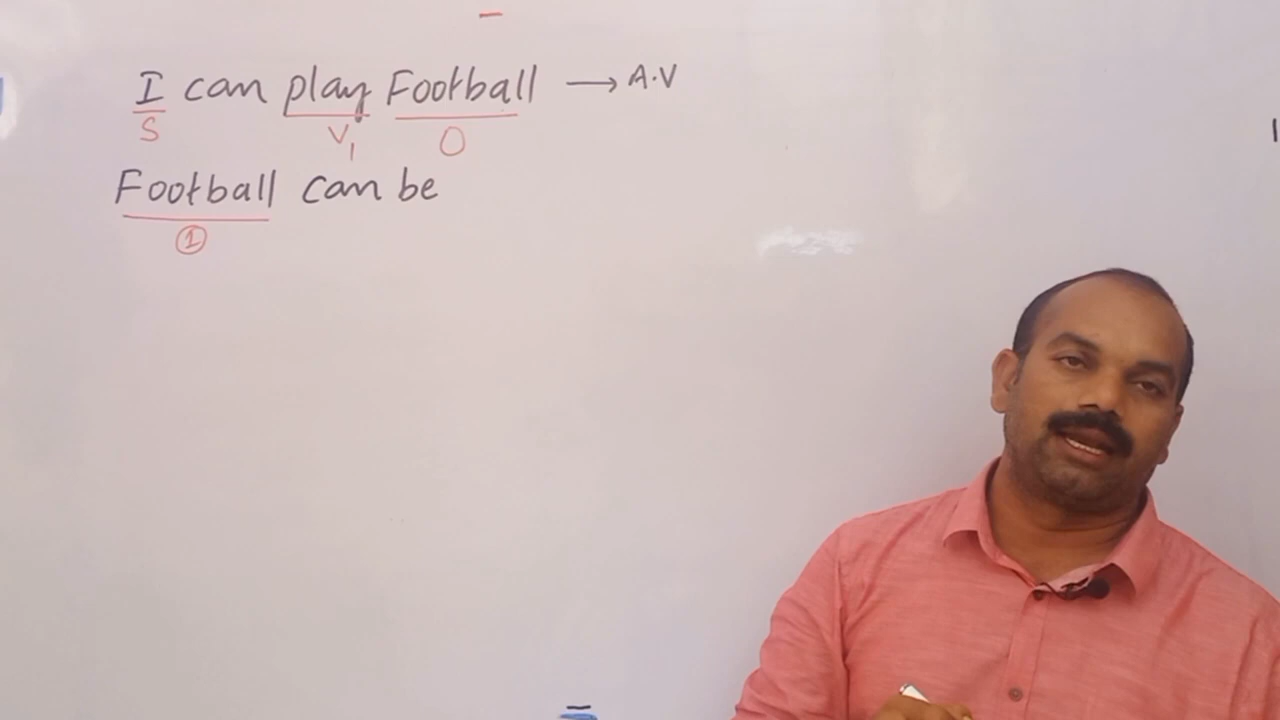 I can play Football → A.V
S V1 O
Football can be
①